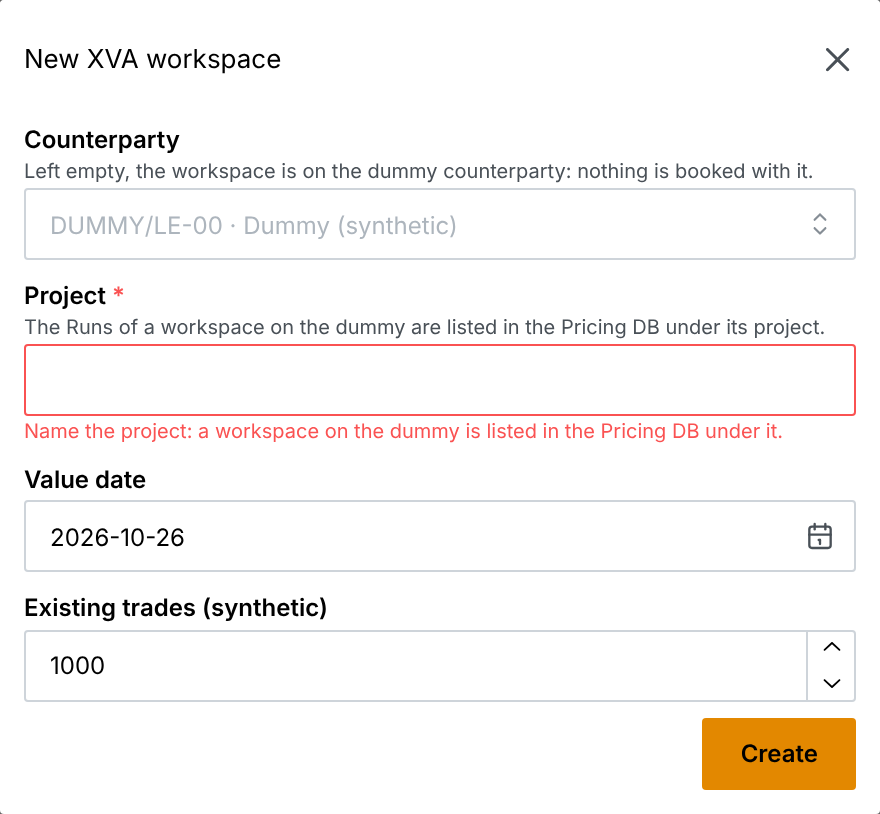 New XVA workspace
Counterparty
Left empty, the workspace is on the dummy counterparty: nothing is booked with it.
DUMMY/LE-00 · Dummy (synthetic)
Project *
The Runs of a workspace on the dummy are listed in the Pricing DB under its project.
Name the project: a workspace on the dummy is listed in the Pricing DB under it.
Value date
2026-10-26
Existing trades (synthetic)
1000
Create